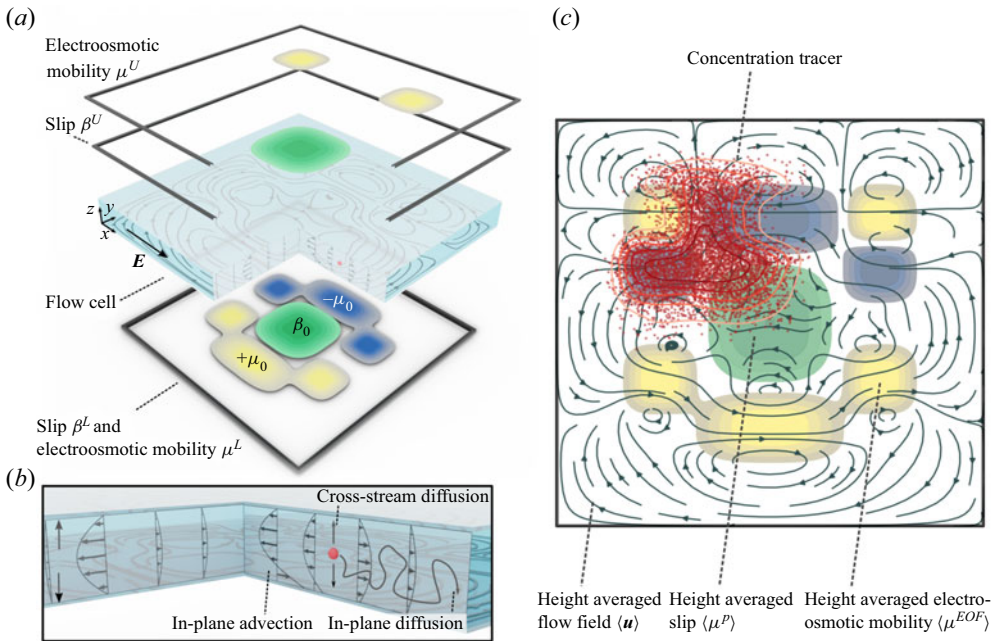 (a)
Electroosmotic
mobility μ^U
Slip β^U
z
y
x
E
Flow cell
−μ₀
β₀
+μ₀
Slip β^L and
electroosmotic mobility μ^L
(b)
Cross-stream diffusion
In-plane advection
In-plane diffusion
(c)
Concentration tracer
Height averaged
flow field ⟨u⟩
Height averaged
slip ⟨μ^p⟩
Height averaged electro-
osmotic mobility ⟨μ^EOF⟩